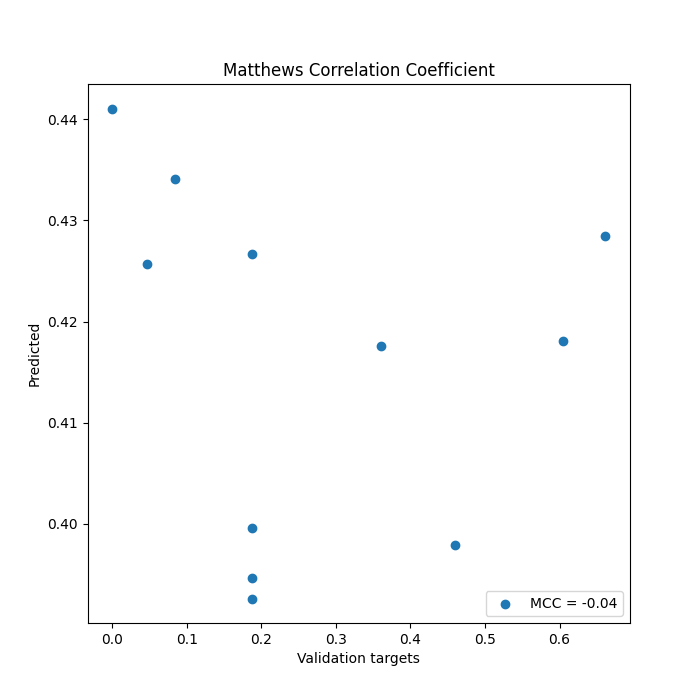 Matthews Correlation Coefficient
0.44
0.43
0.42
0.41
0.40
Predicted
MCC = -0.04
0.0 0.1 0.2 0.3 0.4 0.5 0.6
Validation targets